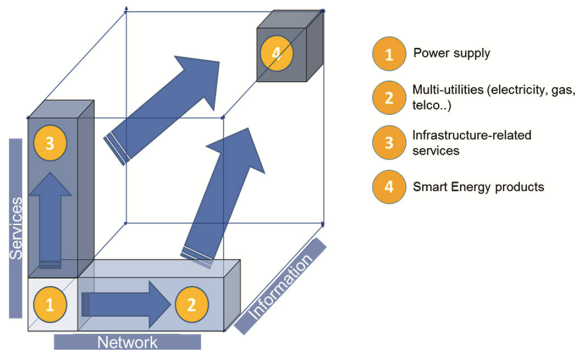 4
3
1
2
Services
Network
Information
1 Power supply
2 Multi-utilities (electricity, gas,
telco..)
3 Infrastructure-related
services
4 Smart Energy products